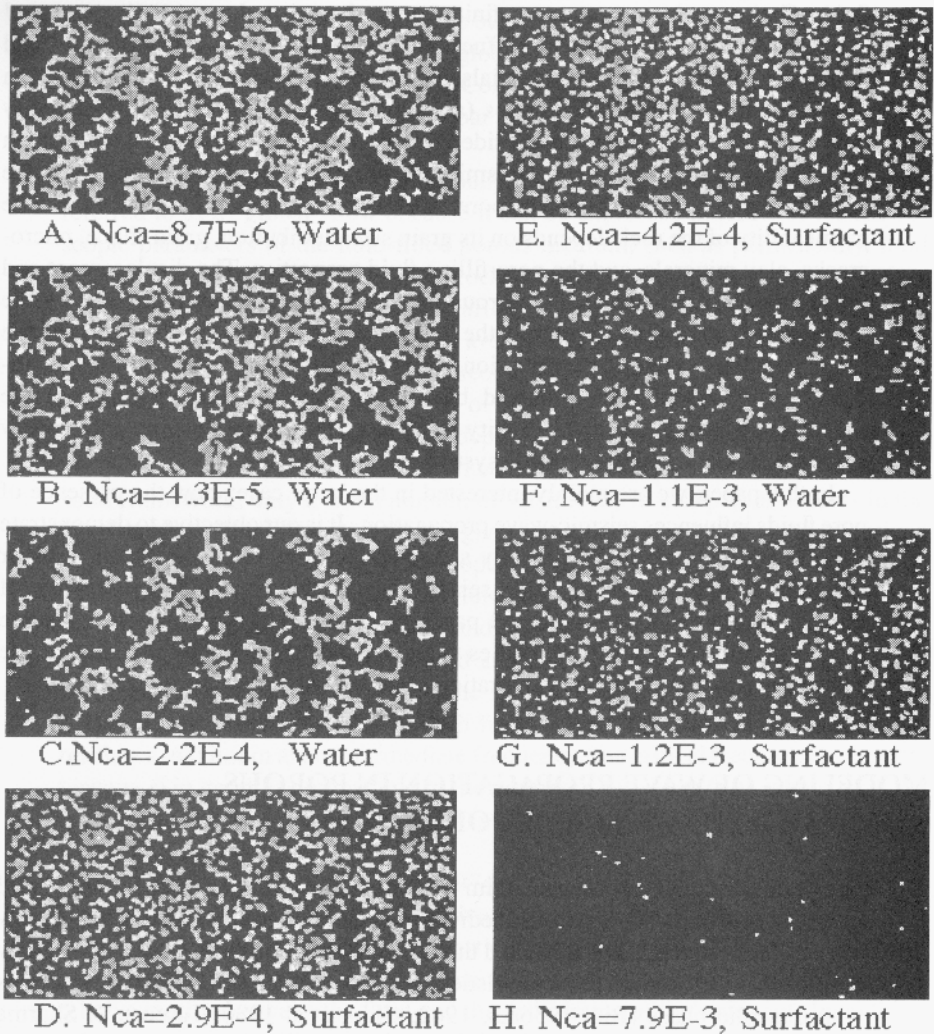 A. Nca=8.7E-6, Water
E. Nca=4.2E-4, Surfactant
B. Nca=4.3E-5, Water
F. Nca=1.1E-3, Water
C.Nca=2.2E-4, Water
G. Nca=1.2E-3, Surfactant
D. Nca=2.9E-4, Surfactant
H. Nca=7.9E-3, Surfactant